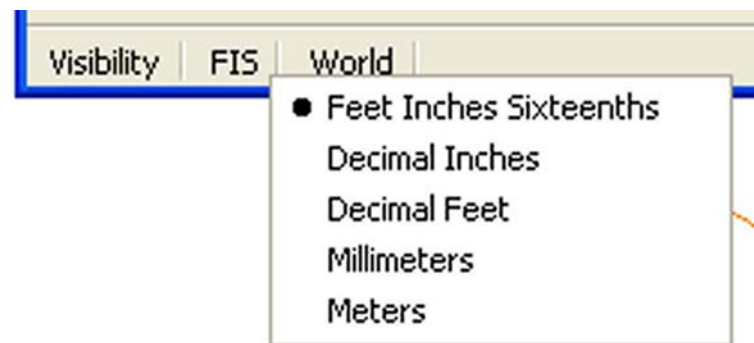 Visibility FIS World
Feet Inches Sixteenths
Decimal Inches
Decimal Feet
Millimeters
Meters